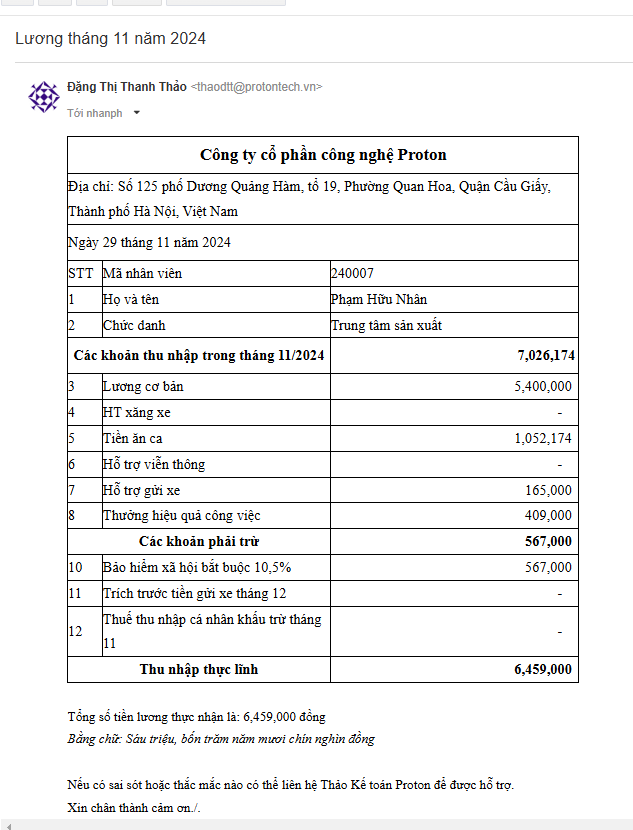 Lương tháng 11 năm 2024
Đặng Thị Thanh Thảo <thaodtt@protontech.vn>
Tới nhanph
Công ty cổ phần công nghệ Proton
Địa chỉ: Số 125 phố Dương Quảng Hàm, tổ 19, Phường Quan Hoa, Quận Cầu Giấy,
Thành phố Hà Nội, Việt Nam
Ngày 29 tháng 11 năm 2024
STT Mã nhân viên 240007
1 Họ và tên Phạm Hữu Nhân
2 Chức danh Trung tâm sản xuất
Các khoản thu nhập trong tháng 11/2024 7,026,174
3 Lương cơ bản 5,400,000
4 HT xăng xe -
5 Tiền ăn ca 1,052,174
6 Hỗ trợ viễn thông -
7 Hỗ trợ gửi xe 165,000
8 Thưởng hiệu quả công việc 409,000
Các khoản phải trừ 567,000
10 Bảo hiểm xã hội bắt buộc 10,5% 567,000
11 Trích trước tiền gửi xe tháng 12 -
12 Thuế thu nhập cá nhân khấu trừ tháng
11 -
Thu nhập thực lĩnh 6,459,000
Tổng số tiền lương thực nhận là: 6,459,000 đồng
Bằng chữ: Sáu triệu, bốn trăm năm mươi chín nghìn đồng
Nếu có sai sót hoặc thắc mắc nào có thể liên hệ Thảo Kế toán Proton để được hỗ trợ.
Xin chân thành cảm ơn./.